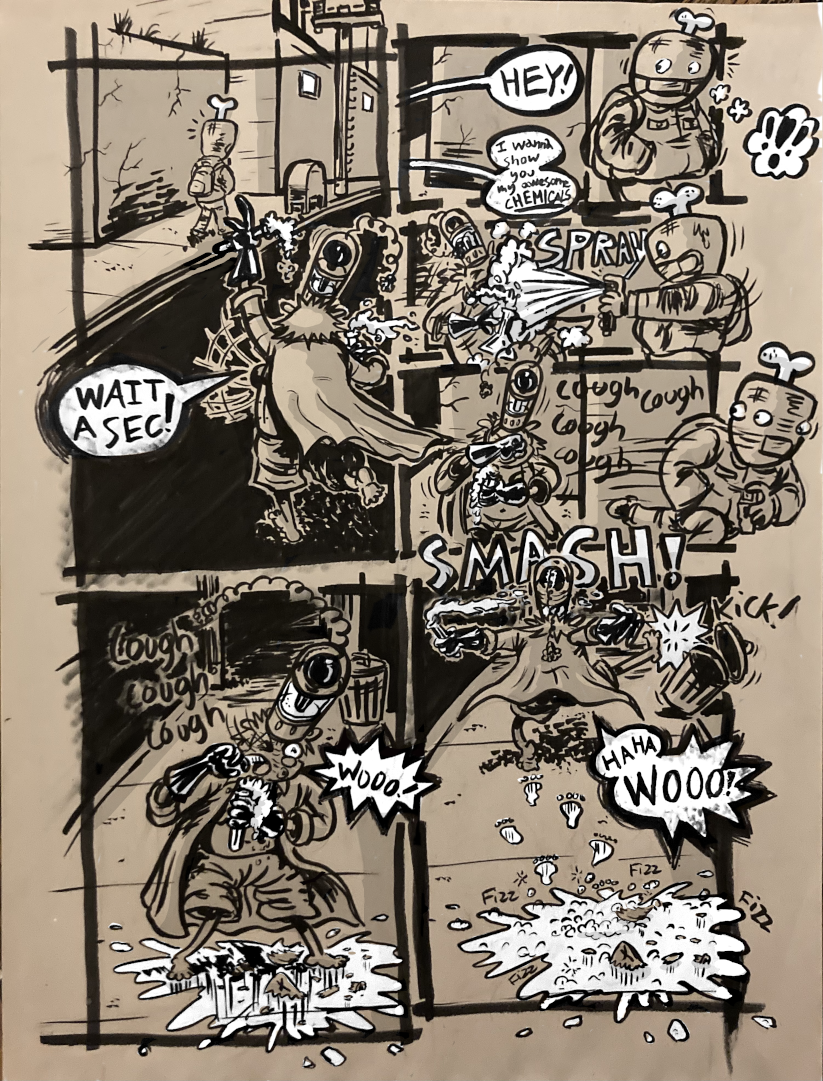 HEY!
I wanna
show
you
my awesome
CHEMICALS
!!!
WAIT
A SEC!
SPRAY
cough cough
cough
cough
SMASH!
Cough
cough
cough
WOOO!
KICK!
HAHA
WOOO!
FIZZ
FIZZ
FIZZ
FIZZ